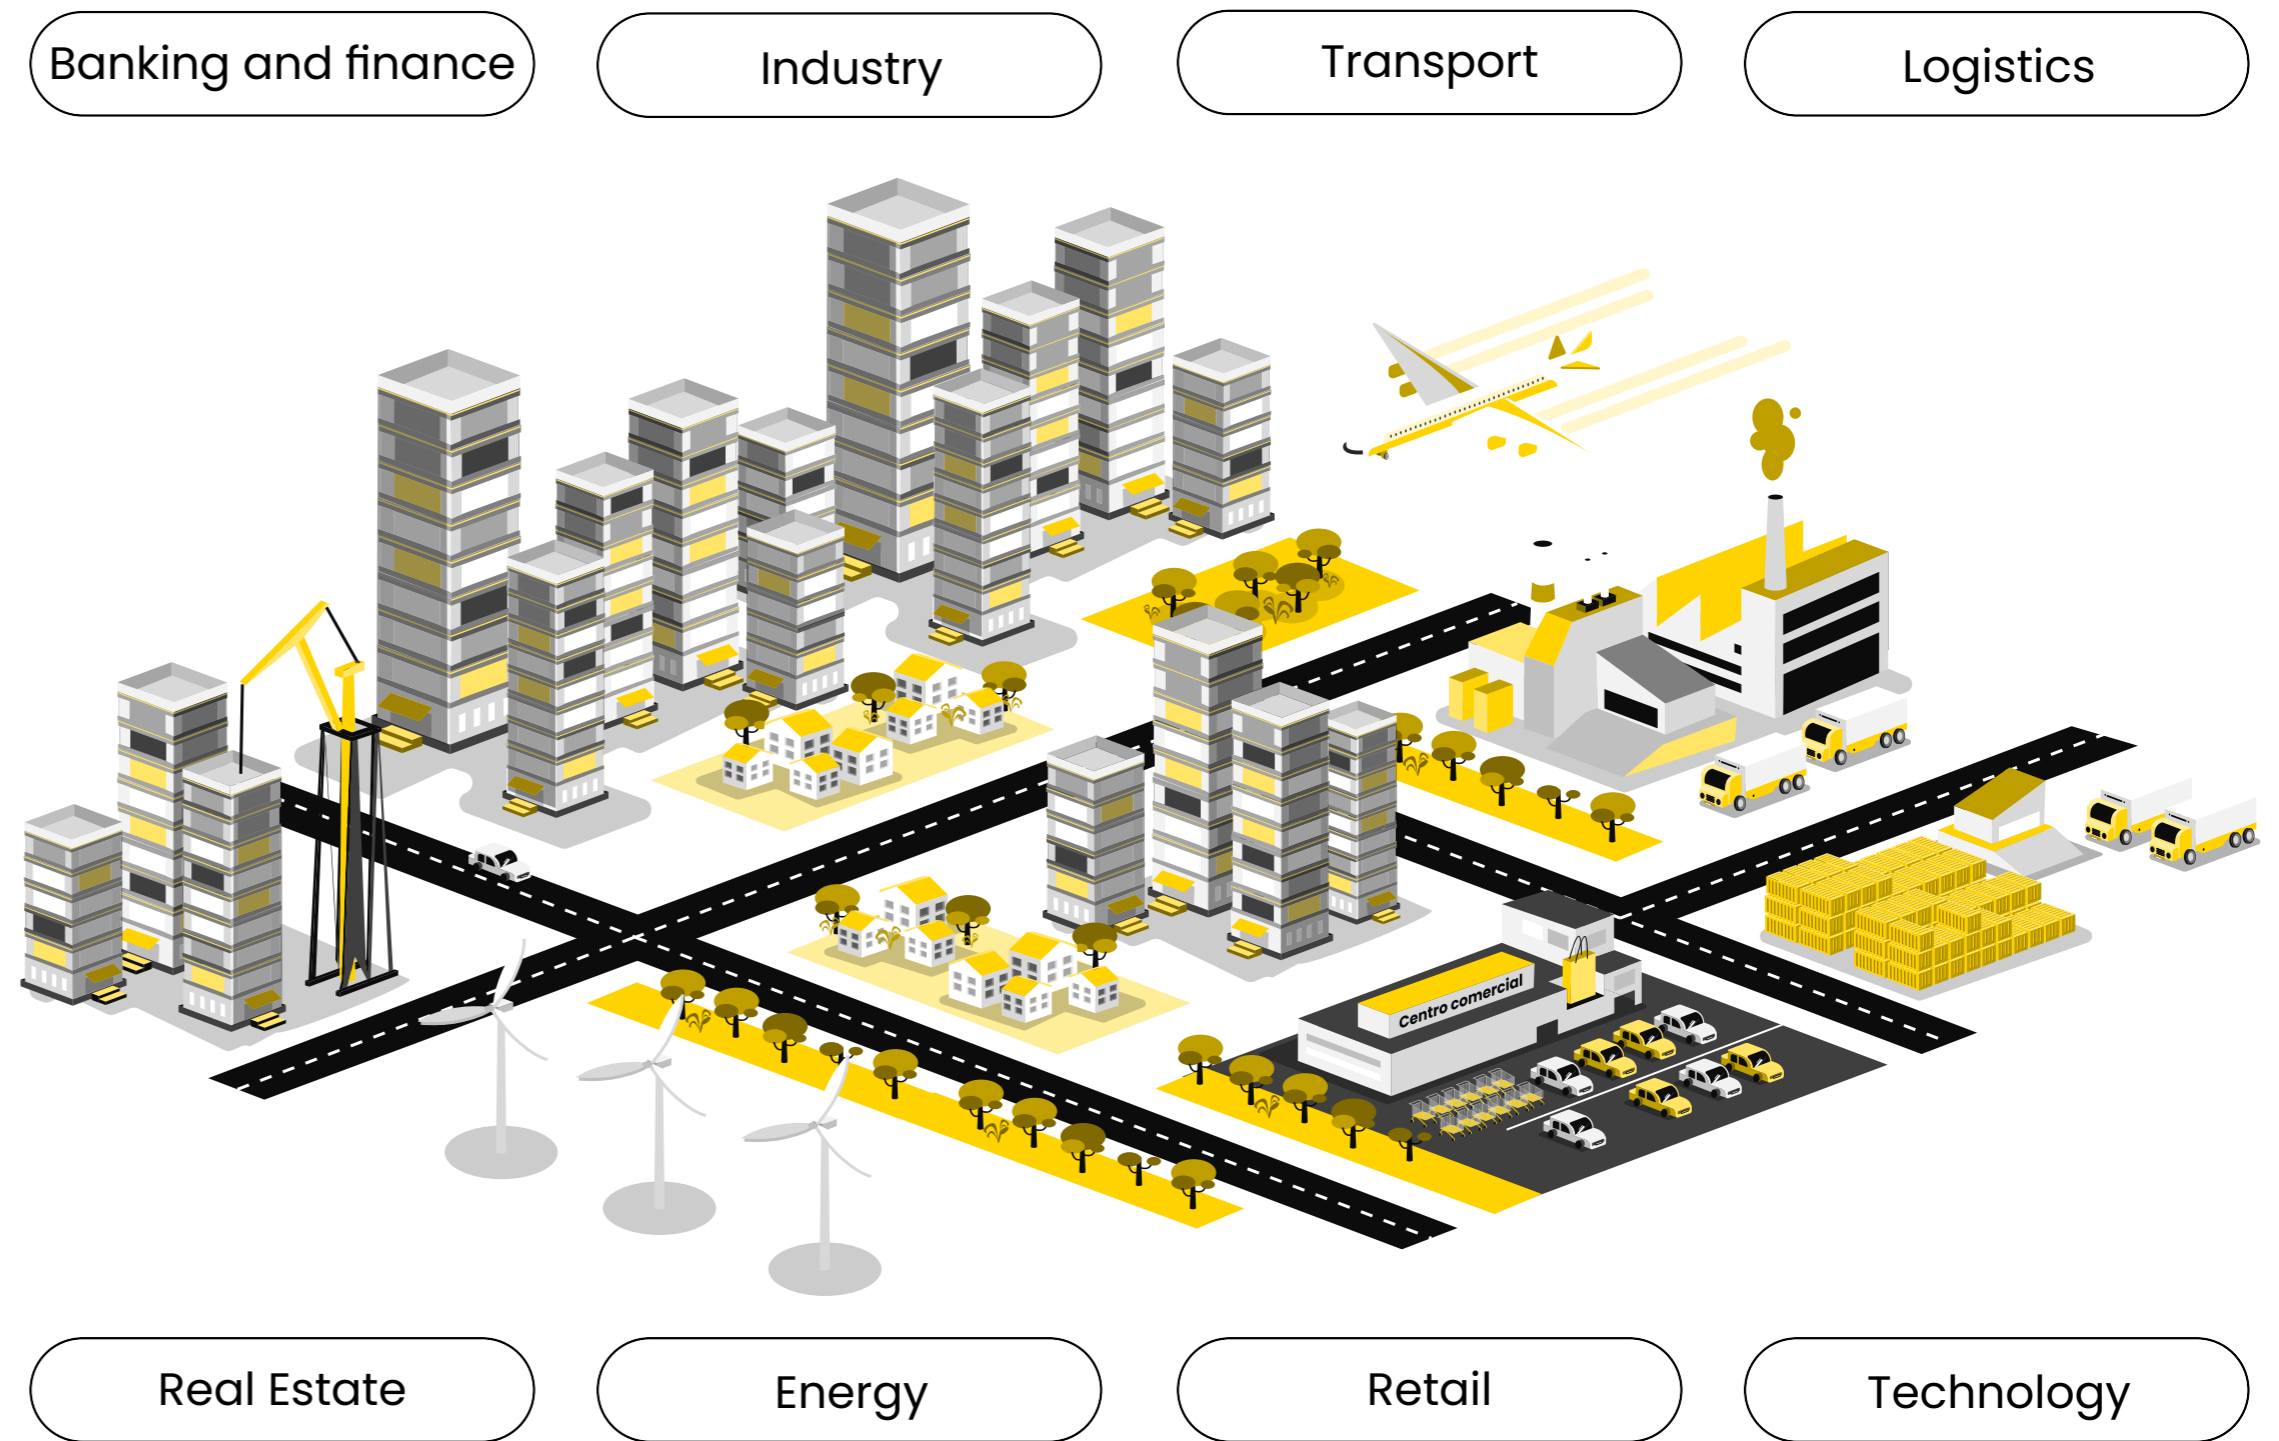 Banking and finance
Industry
Transport
Logistics
Centro comercial
Real Estate
Energy
Retail
Technology